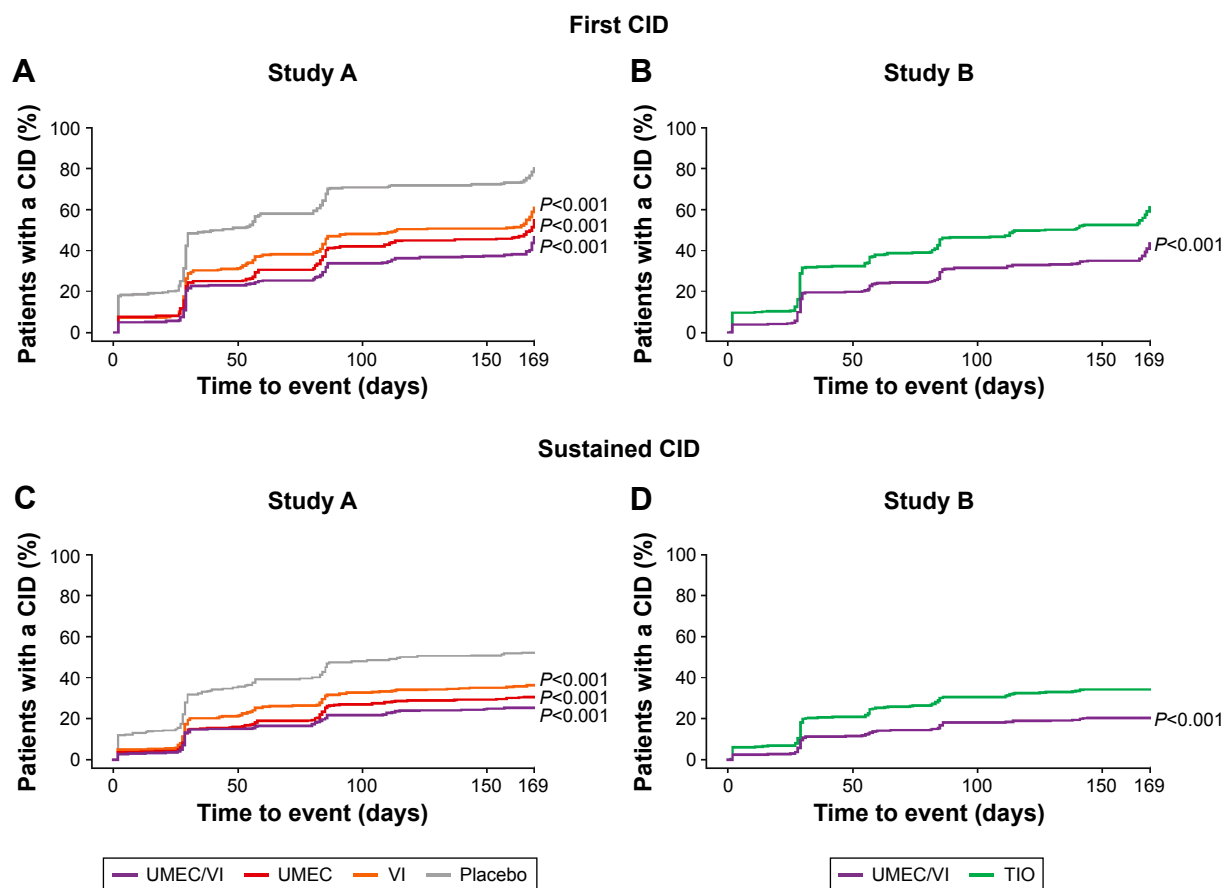 First CID
A
Study A
Patients with a CID (%)
100
80
60
40
20
0
P<0.001
P<0.001
P<0.001
0 50 100 150 169
Time to event (days)
B
Study B
Patients with a CID (%)
100
80
60
40
20
0
P<0.001
0 50 100 150 169
Time to event (days)
Sustained CID
C
Study A
Patients with a CID (%)
100
80
60
40
20
0
P<0.001
P<0.001
P<0.001
0 50 100 150 169
Time to event (days)
UMEC/VI UMEC VI Placebo
D
Study B
Patients with a CID (%)
100
80
60
40
20
0
P<0.001
0 50 100 150 169
Time to event (days)
UMEC/VI TIO